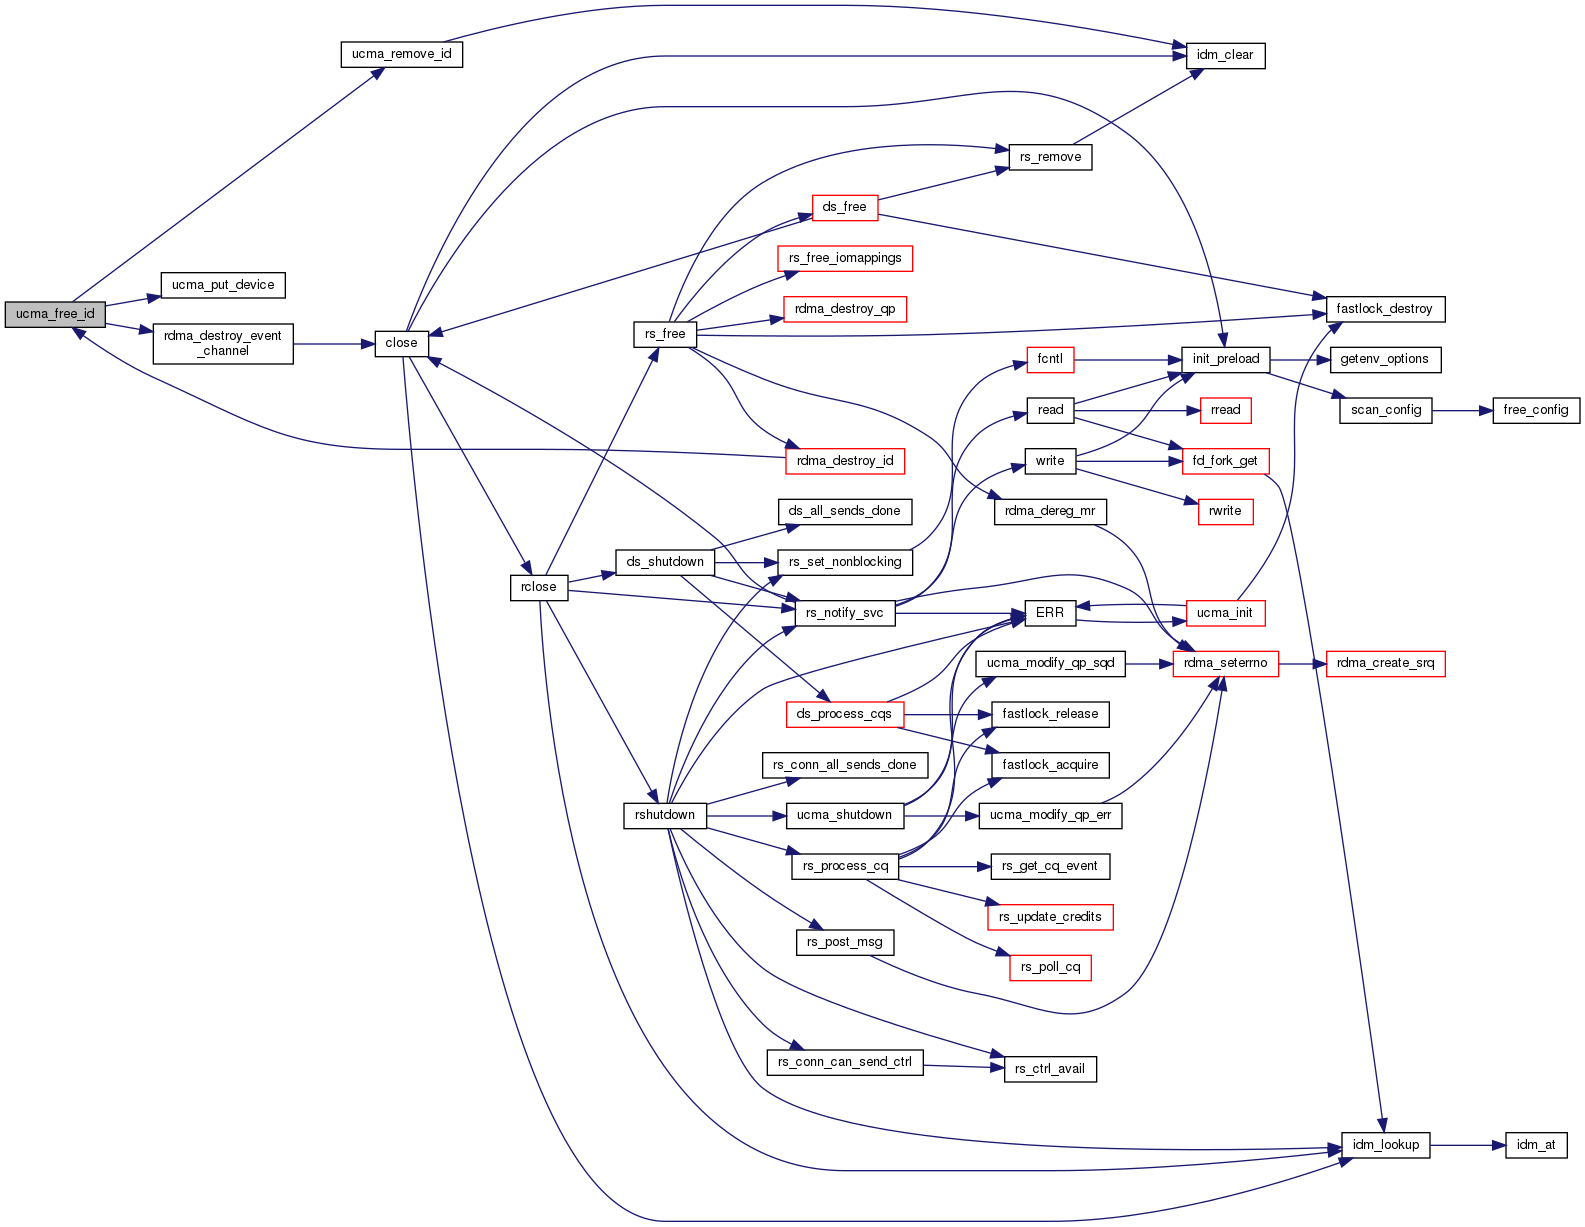 ucma_remove_id
idm_clear
rs_remove
ds_free
rs_free_iomappings
ucma_put_device
rdma_destroy_qp
fastlock_destroy
ucma_free_id
rs_free
rdma_destroy_event
_channel
close
fcntl
init_preload
getenv_options
read
rread
scan_config
free_config
rdma_destroy_id
write
fd_fork_get
ds_all_sends_done
rdma_dereg_mr
rwrite
ds_shutdown
rs_set_nonblocking
rclose
rs_notify_svc
ERR
ucma_init
ucma_modify_qp_sqd
rdma_seterrno
rdma_create_srq
ds_process_cqs
fastlock_release
rs_conn_all_sends_done
fastlock_acquire
rshutdown
ucma_shutdown
ucma_modify_qp_err
rs_process_cq
rs_get_cq_event
rs_update_credits
rs_post_msg
rs_poll_cq
rs_conn_can_send_ctrl
rs_ctrl_avail
idm_lookup
idm_at